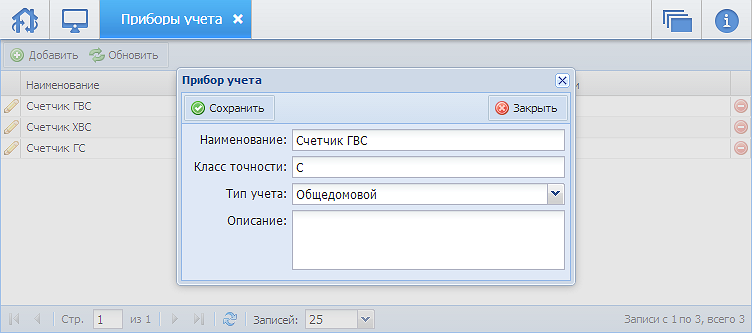 Приборы учета
Добавить Обновить
Наименование
Счетчик ГВС
Счетчик ХВС
Счетчик ГС
Прибор учета
Сохранить Закрыть
Наименование: Счетчик ГВС
Класс точности: С
Тип учета: Общедомовой
Описание:
Стр. 1 из 1 Записей: 25 Записи с 1 по 3, всего 3